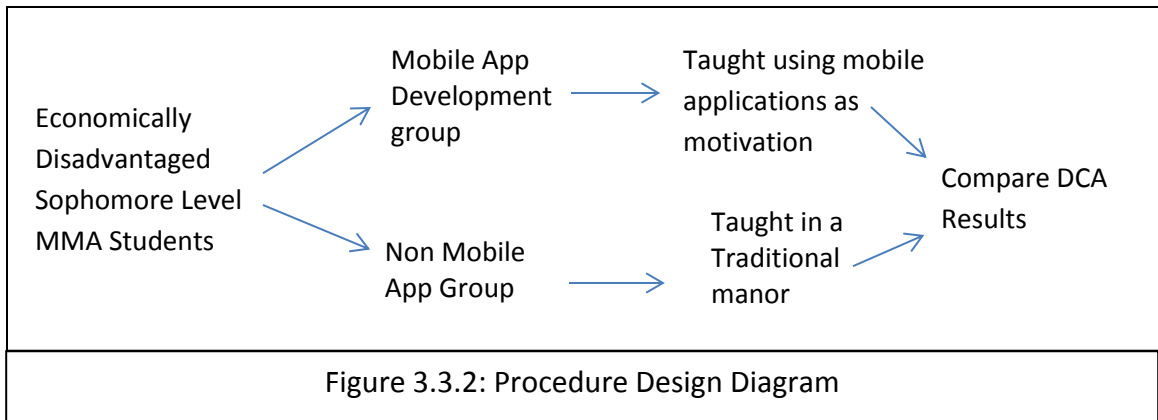 Economically
Disadvantaged
Sophomore Level
MMA Students
Mobile App
Development
group
Taught using mobile
applications as
motivation
Non Mobile
App Group
Taught in a
Traditional
manor
Compare DCA
Results
Figure 3.3.2: Procedure Design Diagram